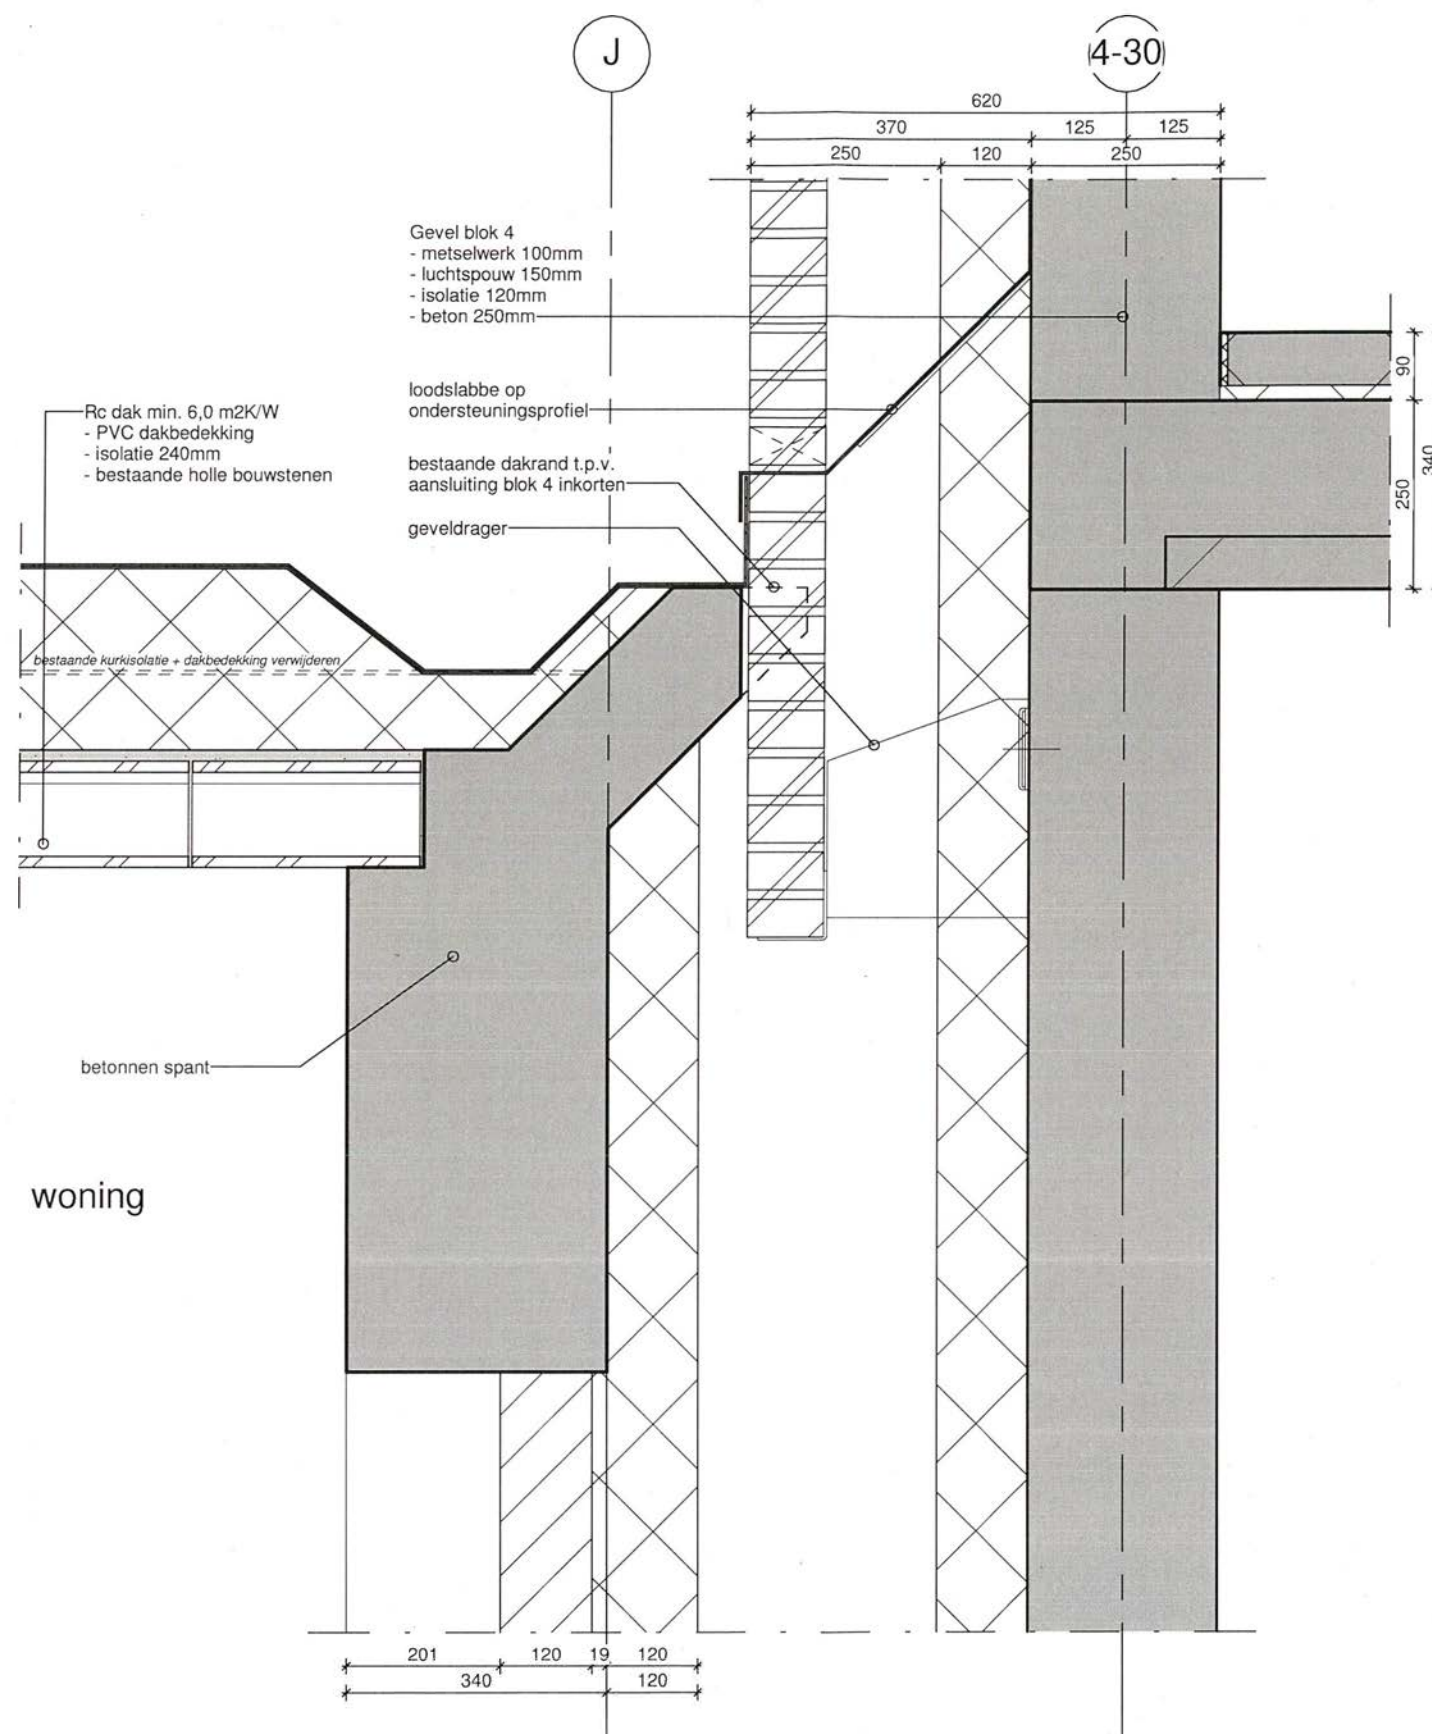 J
4-30
620
370
125
125
250
120
250
Gevel blok 4
- metselwerk 100mm
- luchtspouw 150mm
- isolatie 120mm
- beton 250mm
90
loodslabbe op
ondersteuningsprofiel
Rc dak min. 6,0 m2K/W
- PVC dakbedekking
- isolatie 240mm
- bestaande holle bouwstenen
bestaande dakrand t.p.v.
aansluiting blok 4 inkorten
340
250
geveldrager
bestaande kurkisolatie + dakbedekking verwijderen
betonnen spant
woning
201
120
19
120
340
120